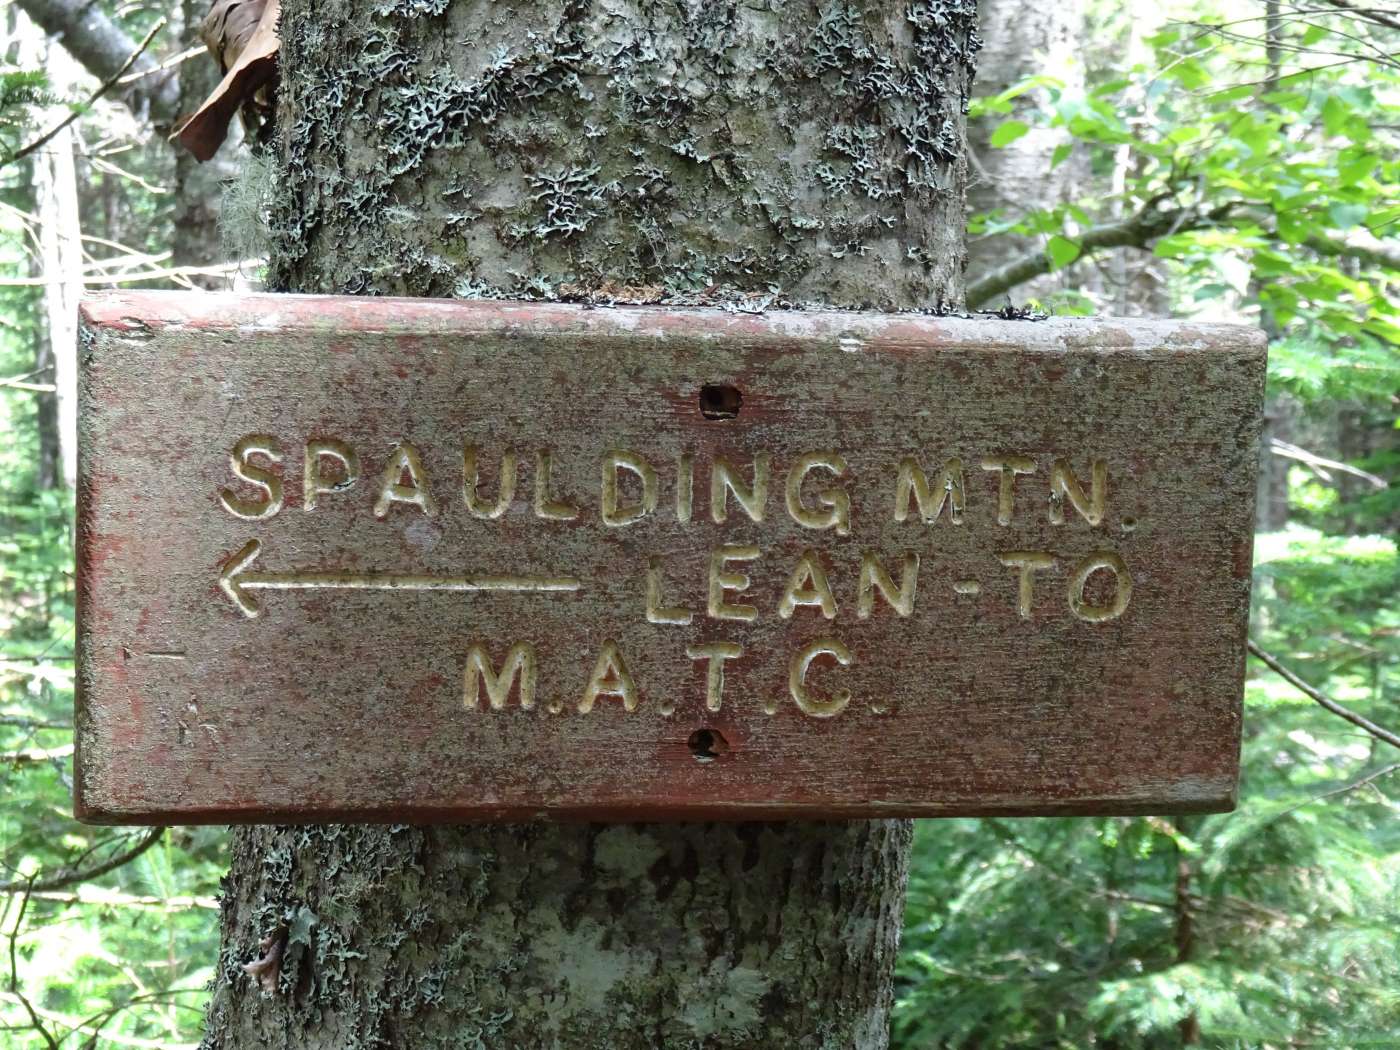 SPAULDING MTN.
← LEAN-TO
M.A.T.C.